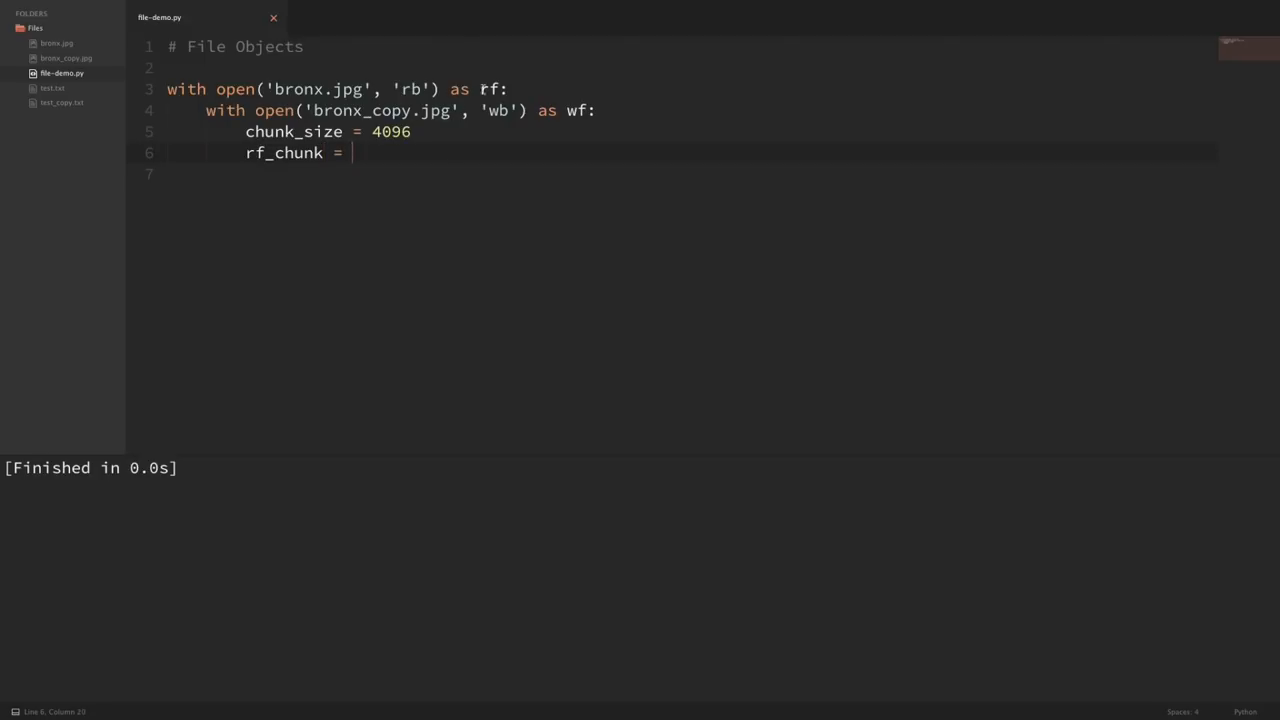 FOLDERS
Files
bronx.jpg
bronx_copy.jpg
file-demo.py
test.txt
test_copy.txt
file-demo.py ×
1 # File Objects
2
3 with open('bronx.jpg', 'rb') as rf:
4     with open('bronx_copy.jpg', 'wb') as wf:
5         chunk_size = 4096
6         rf_chunk =
7
[Finished in 0.0s]
Line 6, Column 20
Spaces: 4
Python